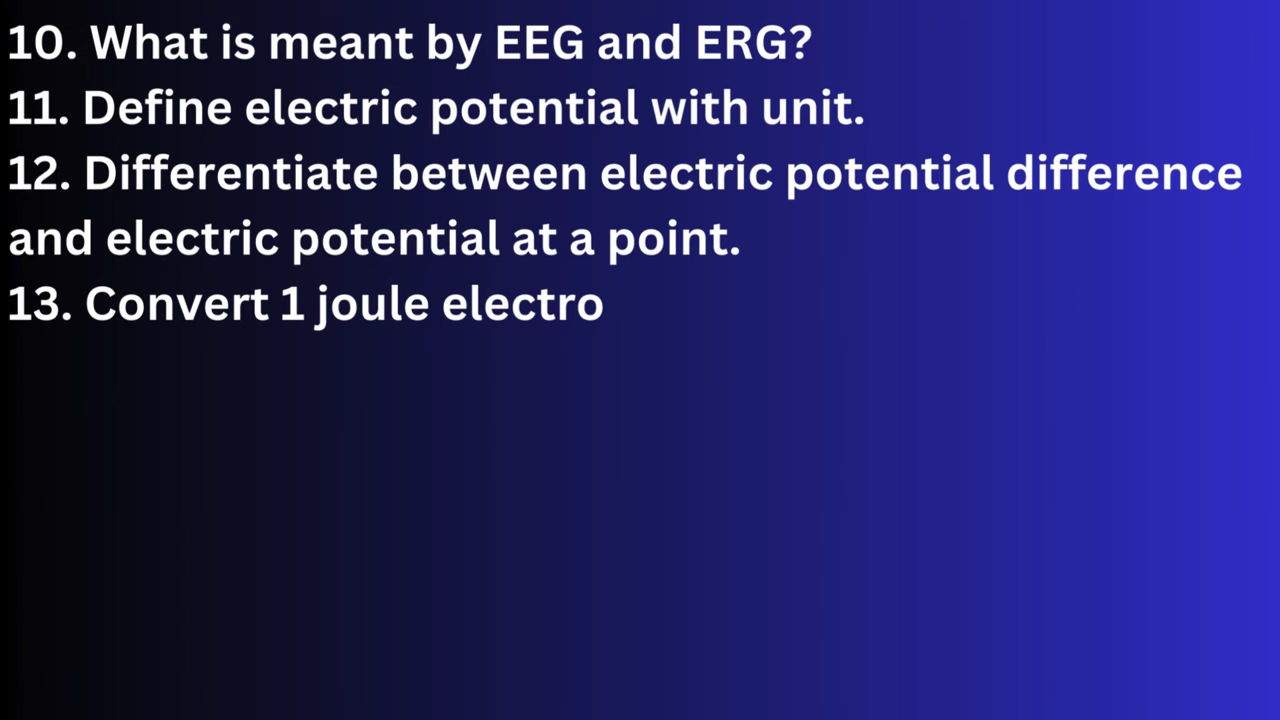 10. What is meant by EEG and ERG?
11. Define electric potential with unit.
12. Differentiate between electric potential difference
and electric potential at a point.
13. Convert 1 joule electro